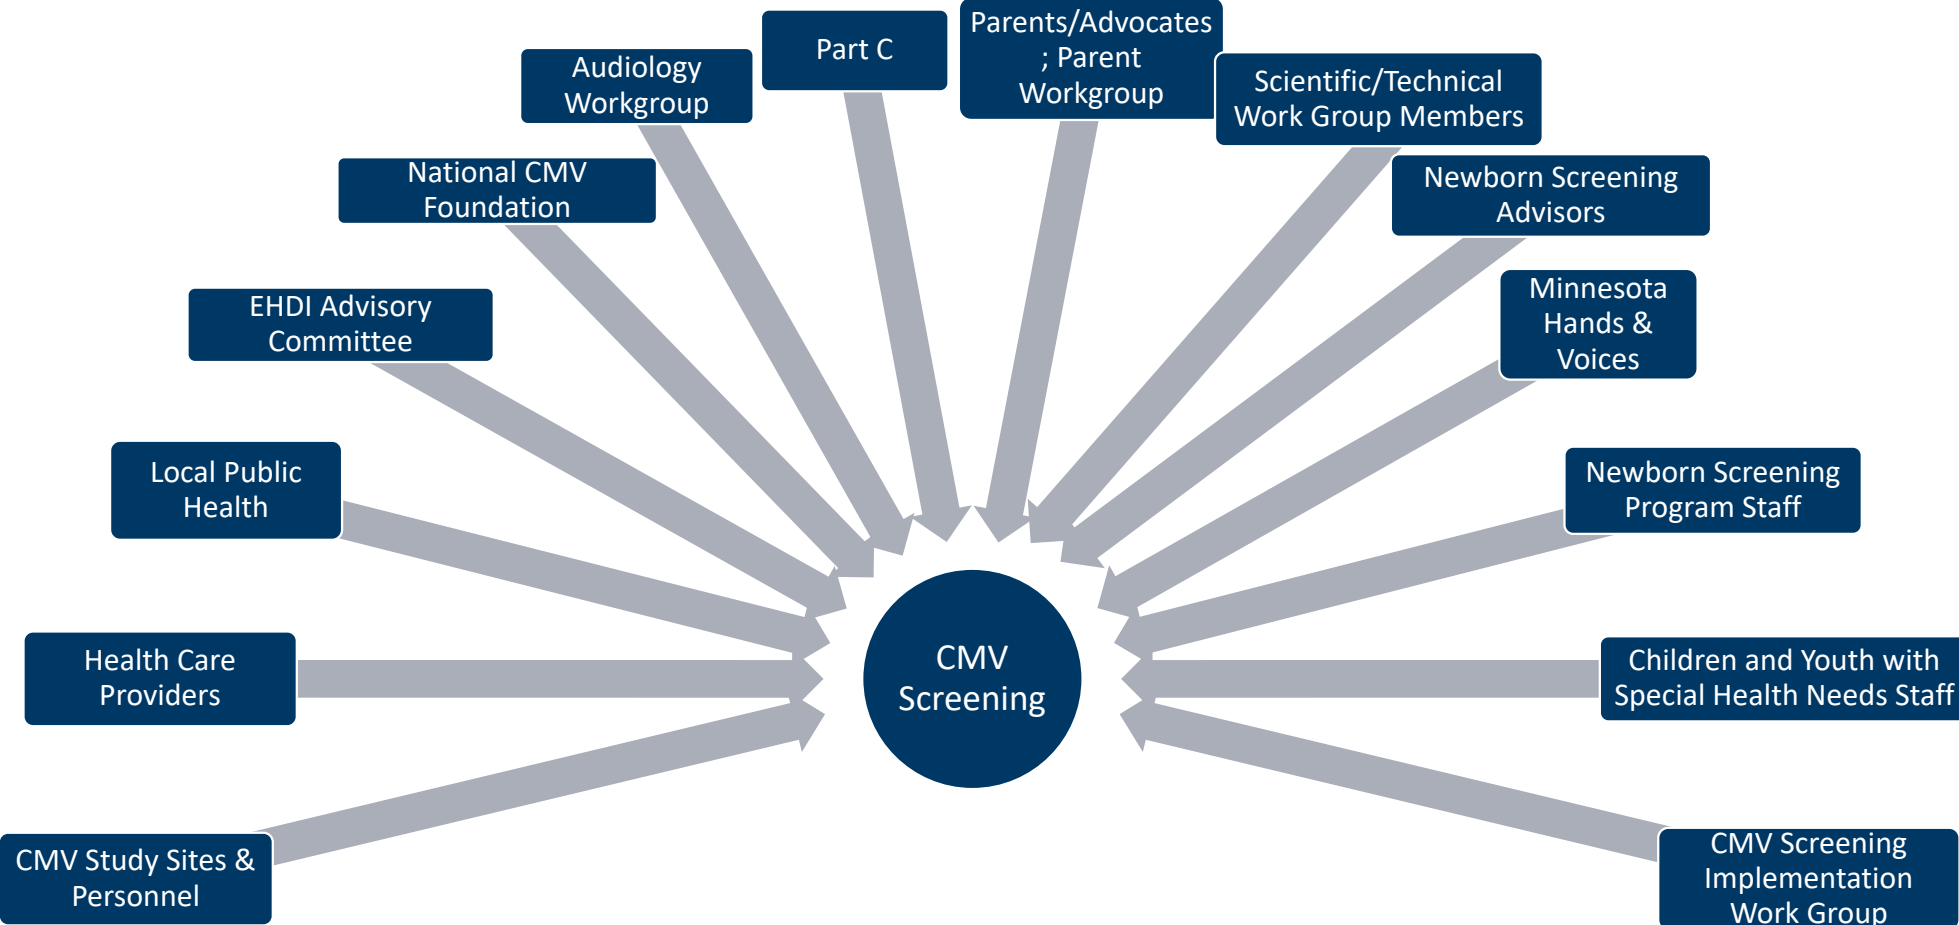 Parents/Advocates
; Parent
Workgroup
Part C
Audiology
Workgroup
Scientific/Technical
Work Group Members
National CMV
Foundation
Newborn Screening
Advisors
EHDI Advisory
Committee
Minnesota
Hands &
Voices
Local Public
Health
Newborn Screening
Program Staff
Health Care
Providers
CMV
Screening
Children and Youth with
Special Health Needs Staff
CMV Study Sites &
Personnel
CMV Screening
Implementation
Work Group